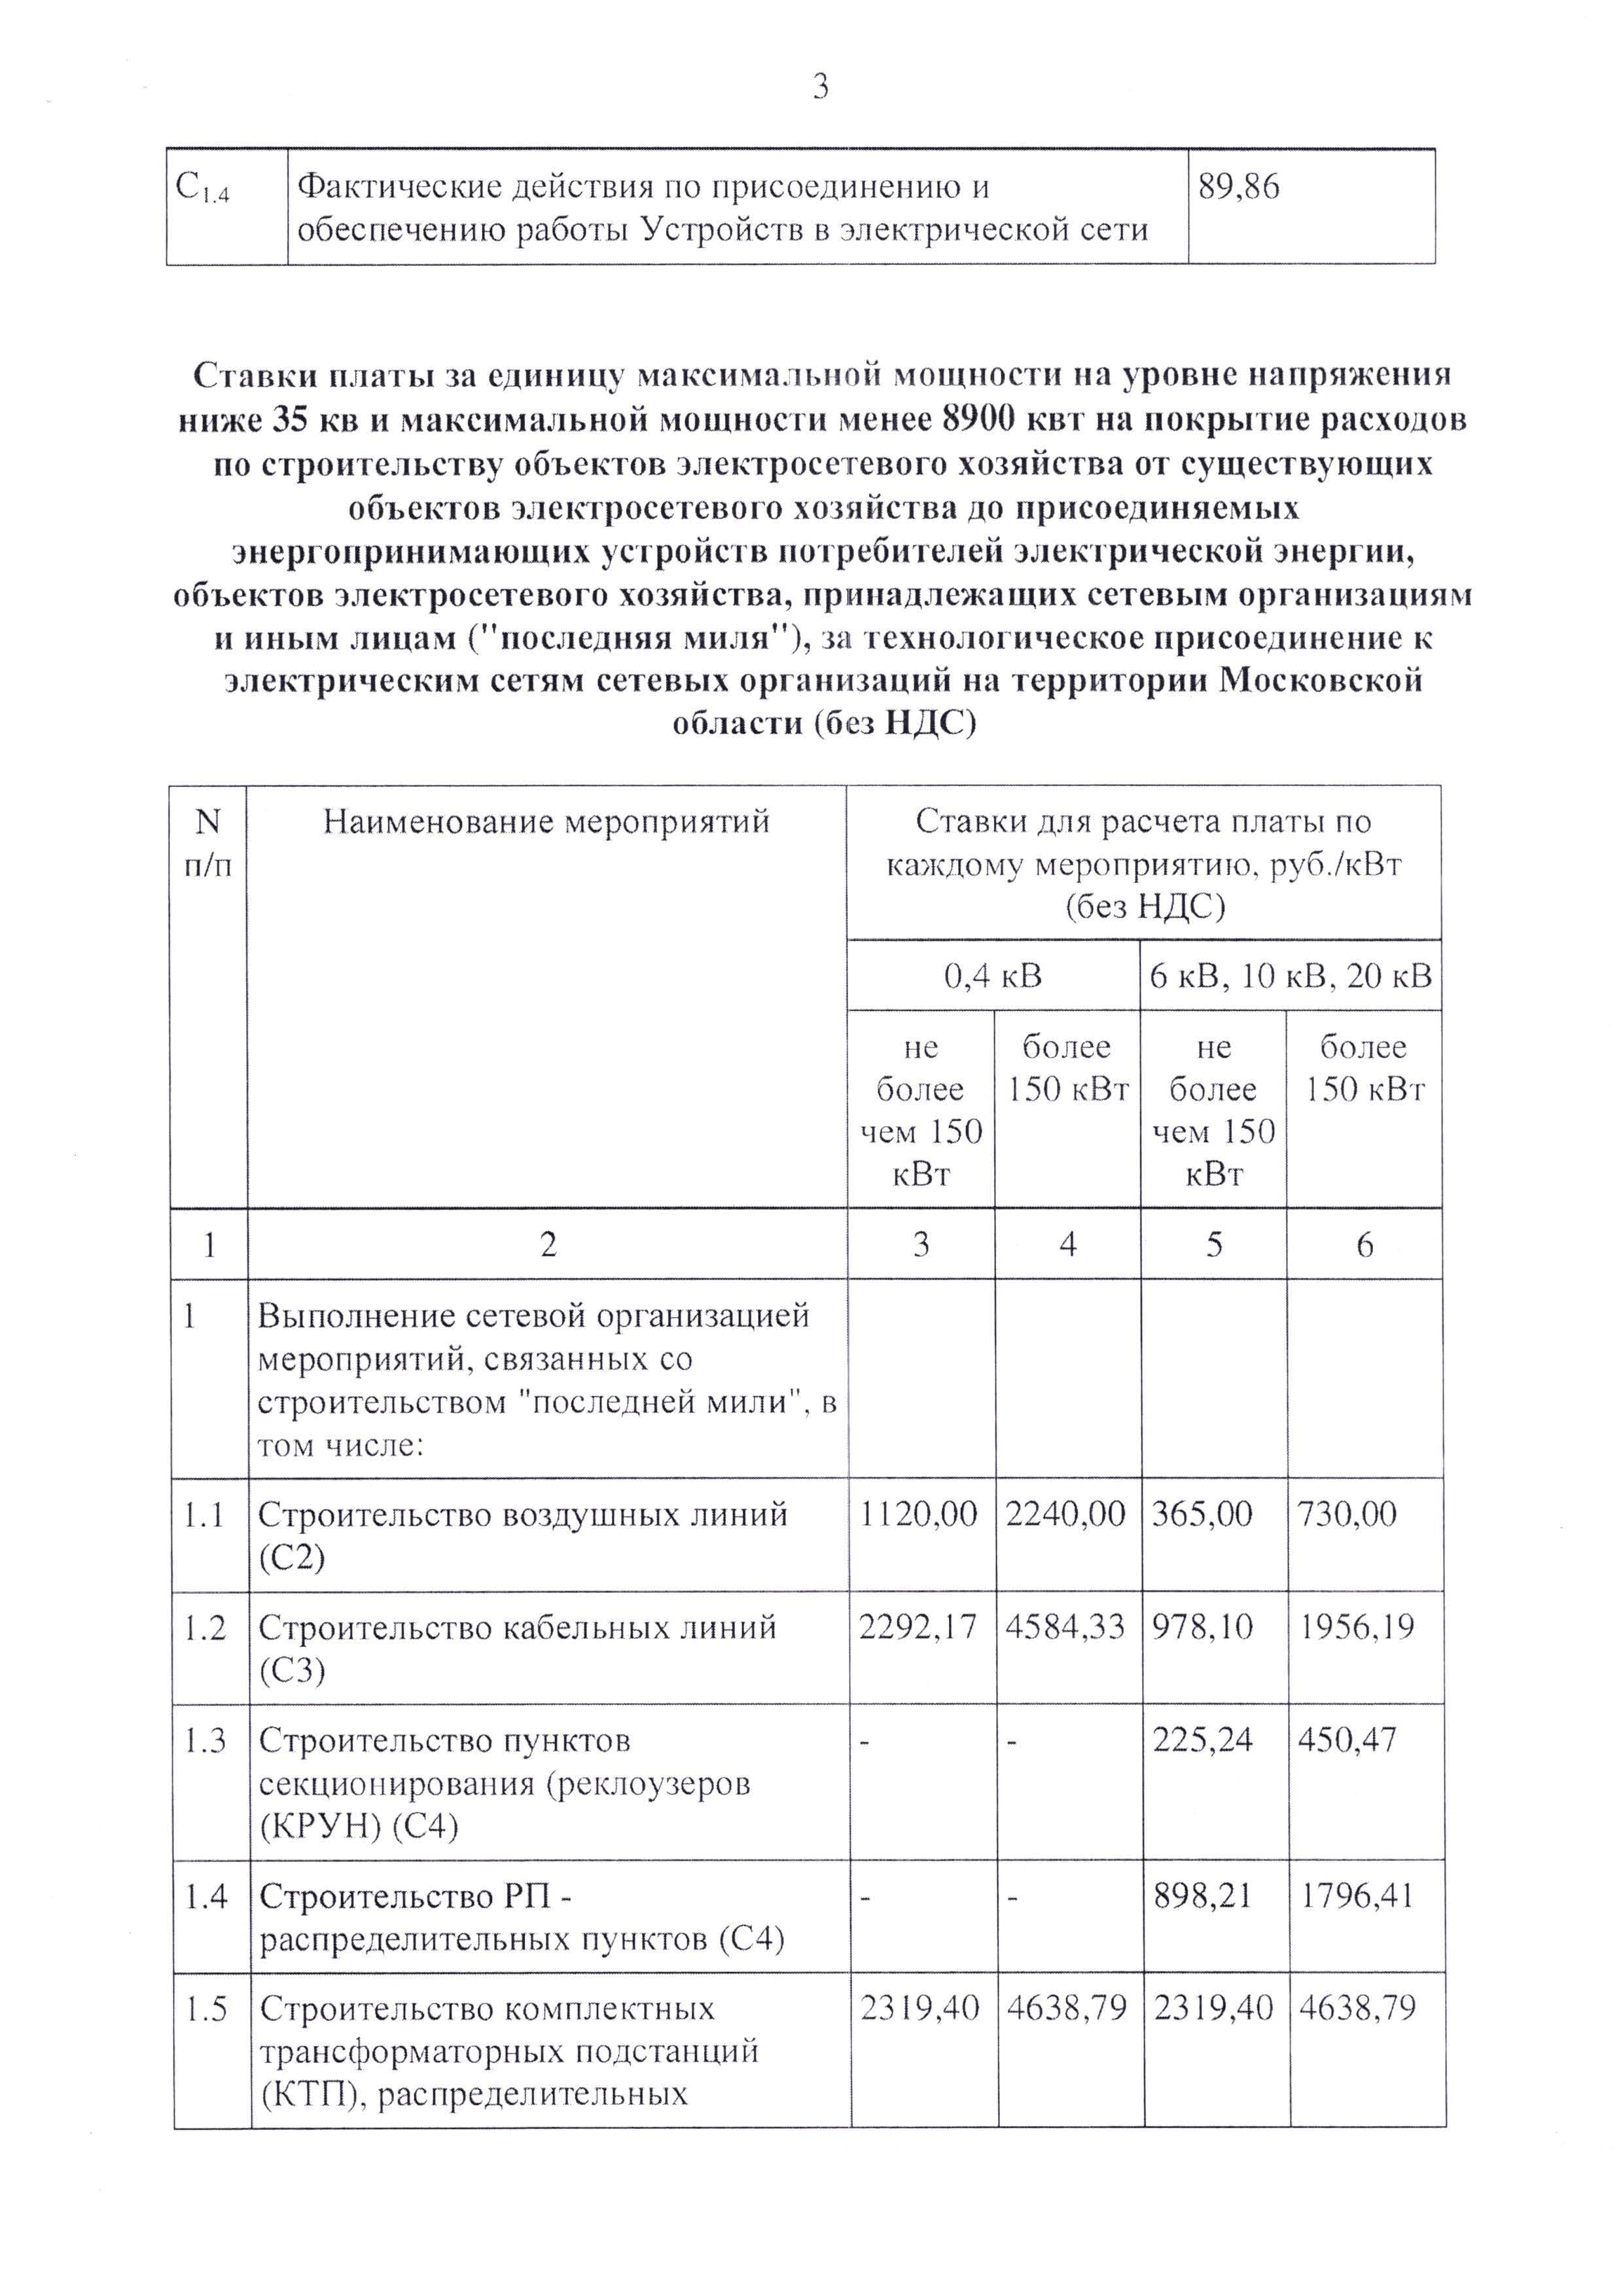 3
С1.4
Фактические действия по присоединению и
обеспечению работы Устройств в электрической сети
89,86
Ставки платы за единицу максимальной мощности на уровне напряжения
ниже 35 кв и максимальной мощности менее 8900 квт на покрытие расходов
по строительству объектов электросетевого хозяйства от существующих
объектов электросетевого хозяйства до присоединяемых
энергопринимающих устройств потребителей электрической энергии,
объектов электросетевого хозяйства, принадлежащих сетевым организациям
и иным лицам ("последняя миля"), за технологическое присоединение к
электрическим сетям сетевых организаций на территории Московской
области (без НДС)
N
п/п
Наименование мероприятий
Ставки для расчета платы по
каждому мероприятию, руб./кВт
(без НДС)
0,4 кВ
6 кВ, 10 кВ, 20 кВ
не
более
чем 150
кВт
более
150 кВт
не
более
чем 150
кВт
более
150 кВт
1
2
3
4
5
6
1
Выполнение сетевой организацией
мероприятий, связанных со
строительством "последней мили", в
том числе:
1.1
Строительство воздушных линий
(С2)
1120,00
2240,00
365,00
730,00
1.2
Строительство кабельных линий
(С3)
2292,17
4584,33
978,10
1956,19
1.3
Строительство пунктов
секционирования (реклоузеров
(КРУН) (С4)
-
-
225,24
450,47
1.4
Строительство РП -
распределительных пунктов (С4)
-
-
898,21
1796,41
1.5
Строительство комплектных
трансформаторных подстанций
(КТП), распределительных
2319,40
4638,79
2319,40
4638,79